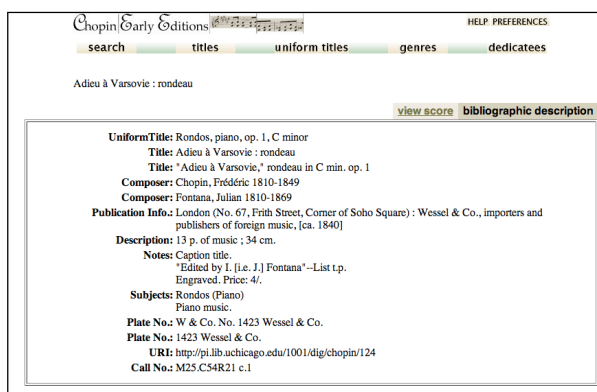 Chopin Early Editions
HELP PREFERENCES
search titles uniform titles genres dedicatees
Adieu à Varsovie : rondeau
view score bibliographic description
UniformTitle: Rondos, piano, op. 1, C minor
Title: Adieu à Varsovie : rondeau
Title: "Adieu à Varsovie," rondeau in C min. op. 1
Composer: Chopin, Frédéric 1810-1849
Composer: Fontana, Julian 1810-1869
Publication Info.: London (No. 67, Frith Street, Corner of Soho Square) : Wessel & Co., importers and
publishers of foreign music, [ca. 1840]
Description: 13 p. of music ; 34 cm.
Notes: Caption title.
"Edited by I. [i.e. J.] Fontana"--List t.p.
Engraved. Price: 4/.
Subjects: Rondos (Piano)
Piano music.
Plate No.: W & Co. No. 1423 Wessel & Co.
Plate No.: 1423 Wessel & Co.
URI: http://pi.lib.uchicago.edu/1001/dig/chopin/124
Call No.: M25.C54R21 c.1